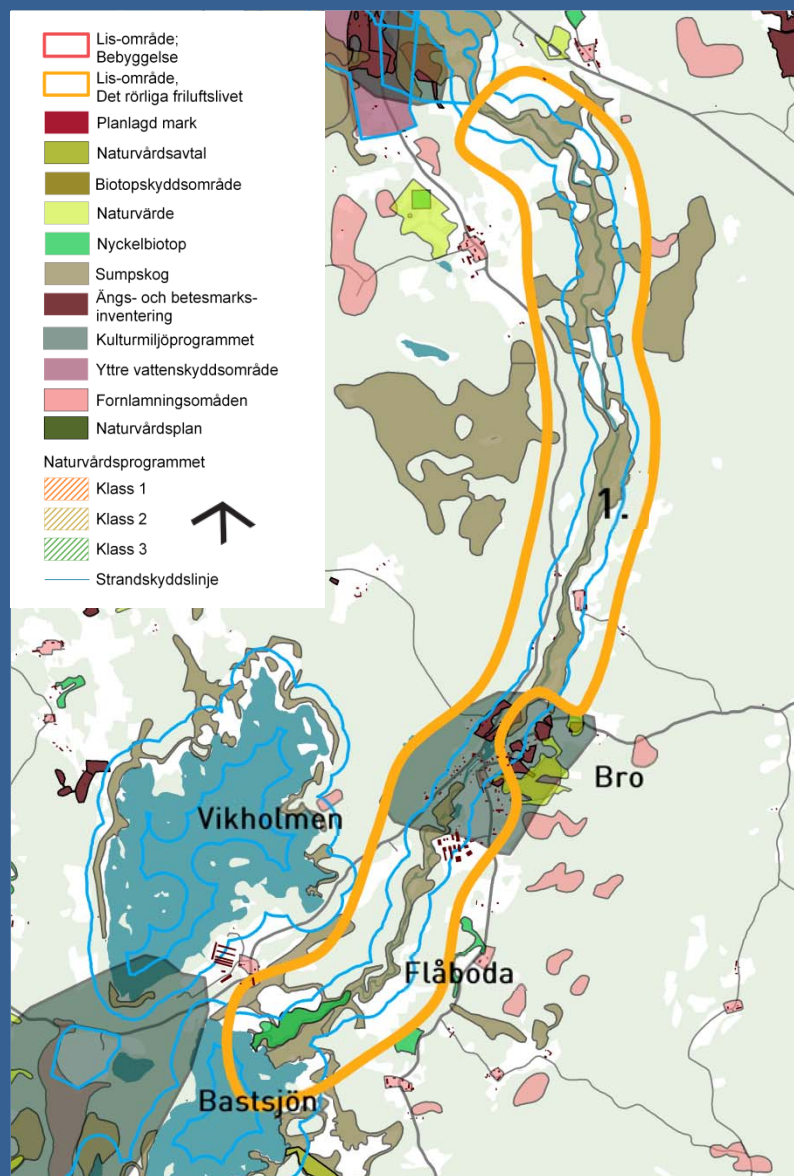 Lis-område;
Bebyggelse
Lis-område,
Det rörliga friluftslivet
Planlagd mark
Naturvårdsavtal
Biotopskyddsområde
Naturvärde
Nyckelbiotop
Sumpskog
Ängs- och betesmarks-
inventering
Kulturmiljöprogrammet
Yttre vattenskyddsområde
Fornlamningsomåden
Naturvårdsplan
Naturvårdsprogrammet
Klass 1
Klass 2
Klass 3
Strandskyddslinje
1.
Bro
Vikholmen
Flåboda
Bastsjön